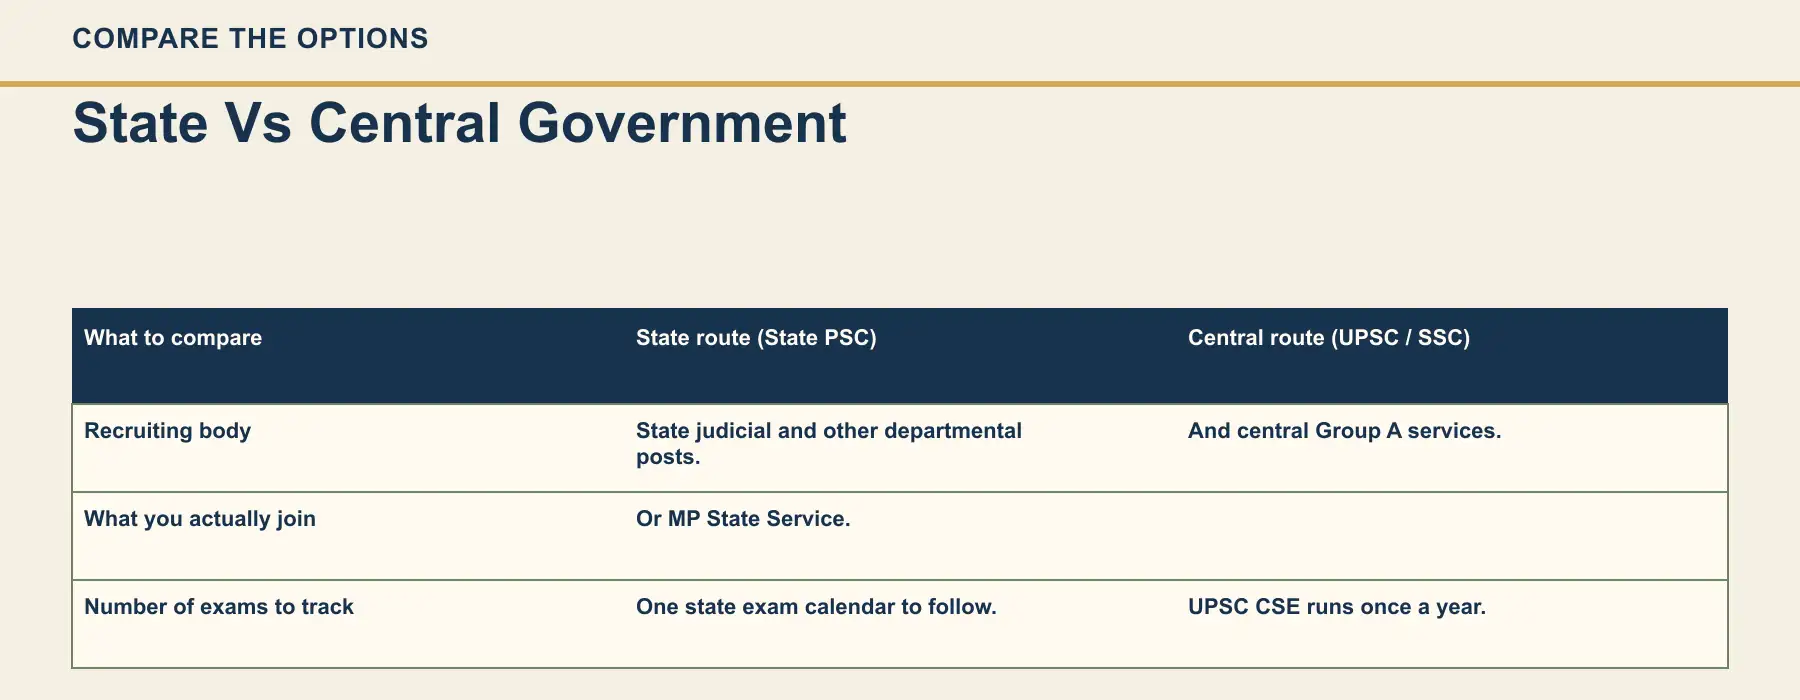 COMPARE THE OPTIONS
State Vs Central Government
What to compare
State route (State PSC)
Central route (UPSC / SSC)
Recruiting body
State judicial and other departmental
posts.
And central Group A services.
What you actually join
Or MP State Service.
Number of exams to track
One state exam calendar to follow.
UPSC CSE runs once a year.